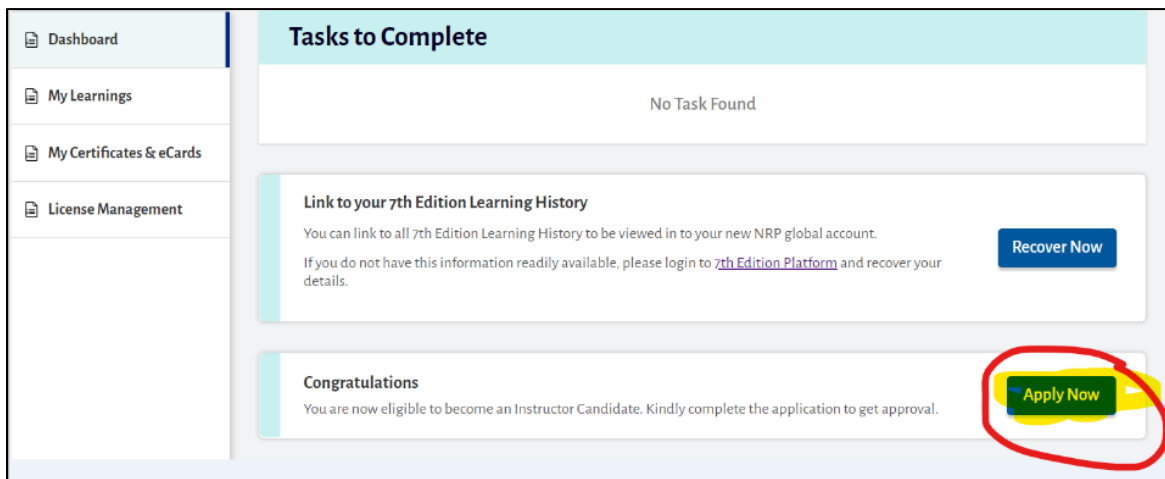 Dashboard
My Learnings
My Certificates & eCards
License Management
Tasks to Complete
No Task Found
Link to your 7th Edition Learning History
You can link to all 7th Edition Learning History to be viewed in to your new NRP global account.
If you do not have this information readily available, please login to 7th Edition Platform and recover your
details.
Recover Now
Congratulations
You are now eligible to become an Instructor Candidate. Kindly complete the application to get approval.
Apply Now